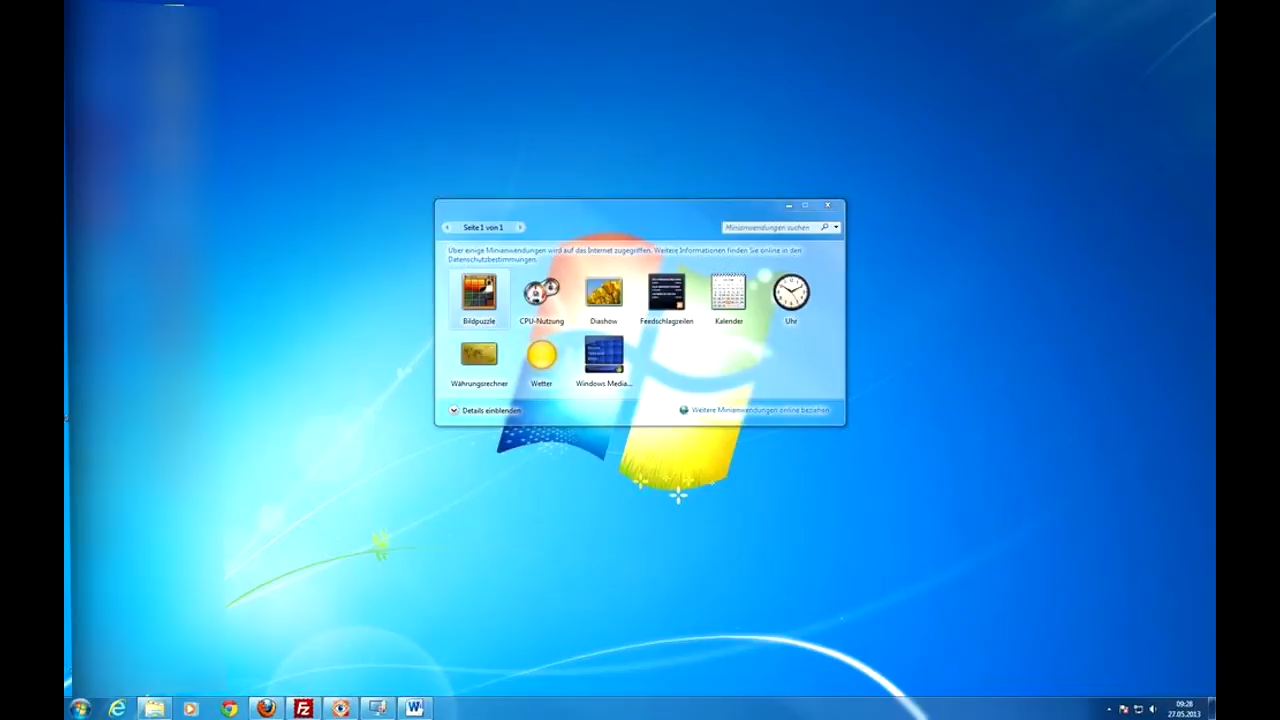 Seite 1 von 1
Minianwendungen suchen
Über einige Minianwendungen wird auf das Internet zugegriffen. Weitere Informationen finden Sie online in den
Datenschutzbestimmungen.
Bildpuzzle
CPU-Nutzung
Diashow
Feedschlagzeilen
Kalender
Uhr
Währungsrechner
Wetter
Windows Media...
Details einblenden
Weitere Minianwendungen online beziehen
09:28
27.05.2013